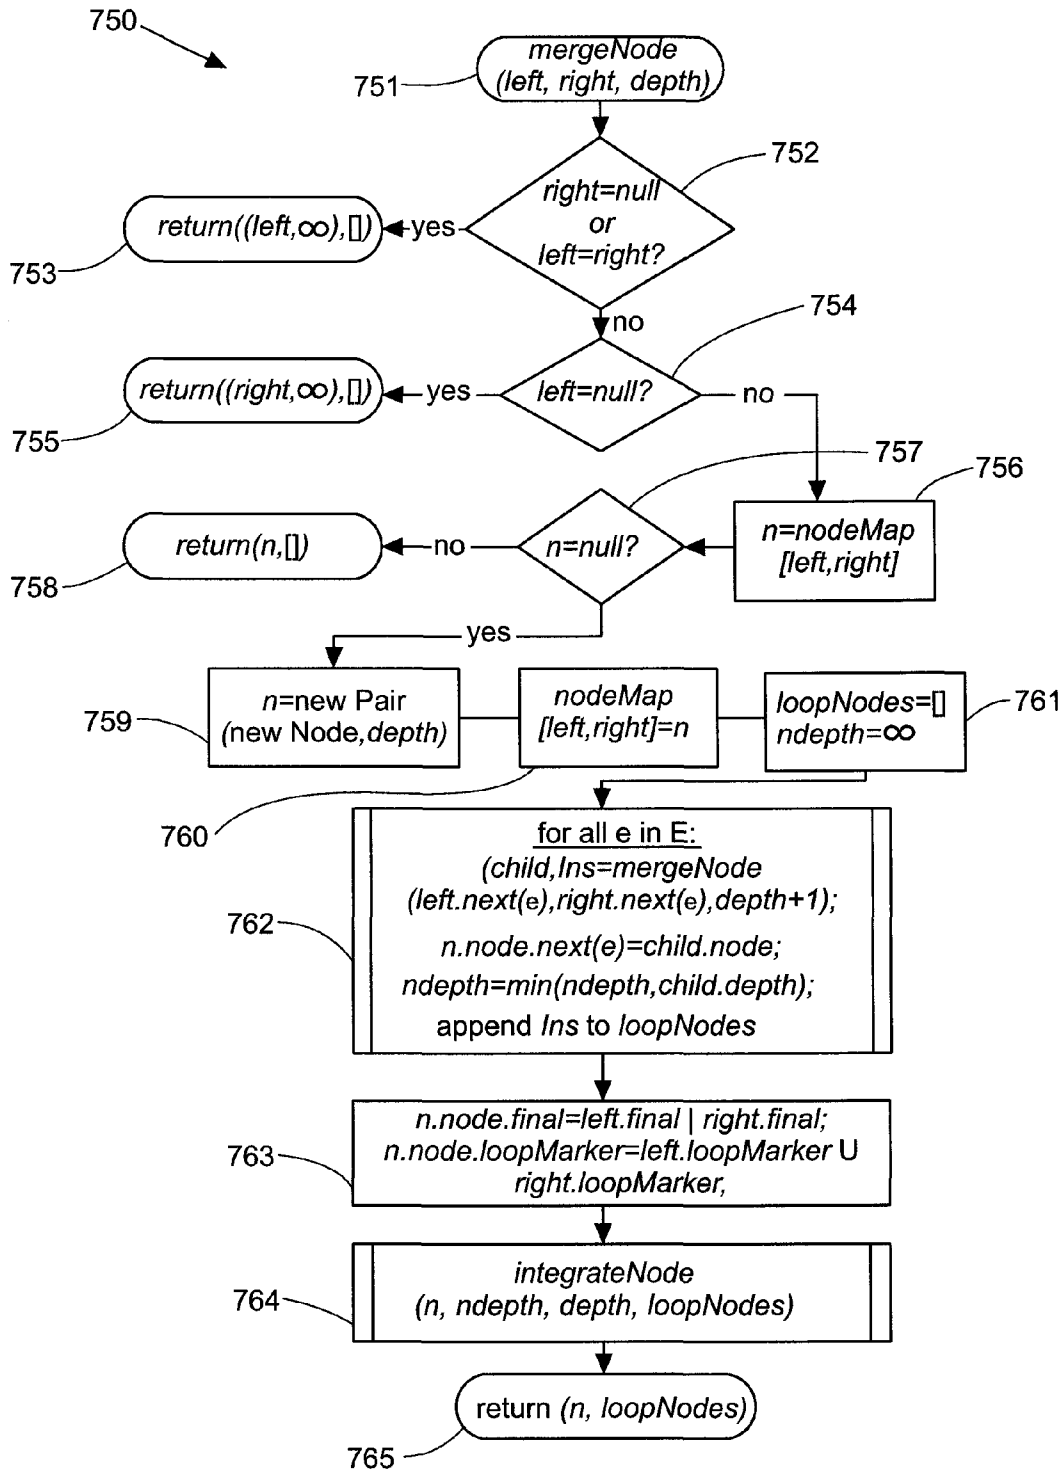 750
mergeNode
(left, right, depth)
751
752
right=null
or
left=right?
yes
return((left,∞),[])
753
no
754
left=null?
yes
return((right,∞),[])
755
no
757
756
n=nodeMap
[left,right]
n=null?
no
return(n,[])
758
yes
n=new Pair
(new Node,depth)
759
nodeMap
[left,right]=n
760
loopNodes=[]
ndepth=∞
761
for all e in E:
(child,Ins=mergeNode
(left.next(e),right.next(e),depth+1);
n.node.next(e)=child.node;
ndepth=min(ndepth,child.depth);
append Ins to loopNodes
762
n.node.final=left.final | right.final;
n.node.loopMarker=left.loopMarker U
right.loopMarker,
763
integrateNode
(n, ndepth, depth, loopNodes)
764
return (n, loopNodes)
765